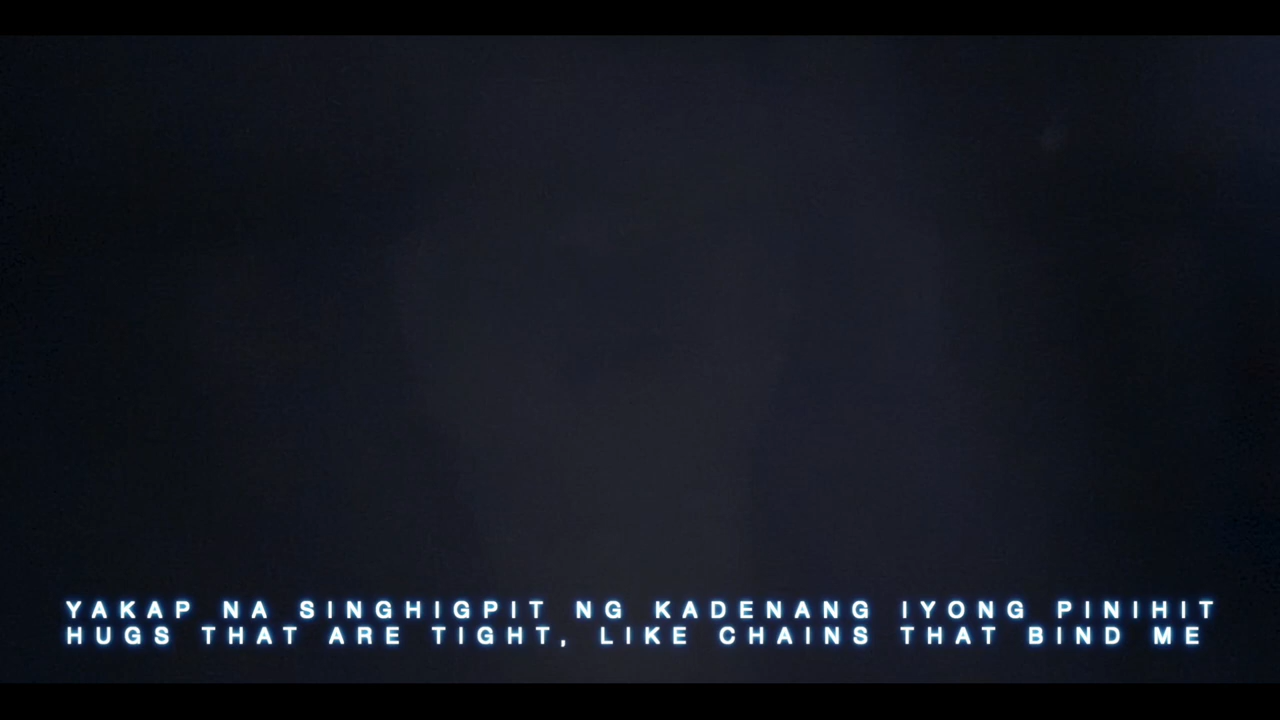 YAKAP NA SINGHIGPIT NG KADENANG IYONG PINIHIT
HUGS THAT ARE TIGHT, LIKE CHAINS THAT BIND ME